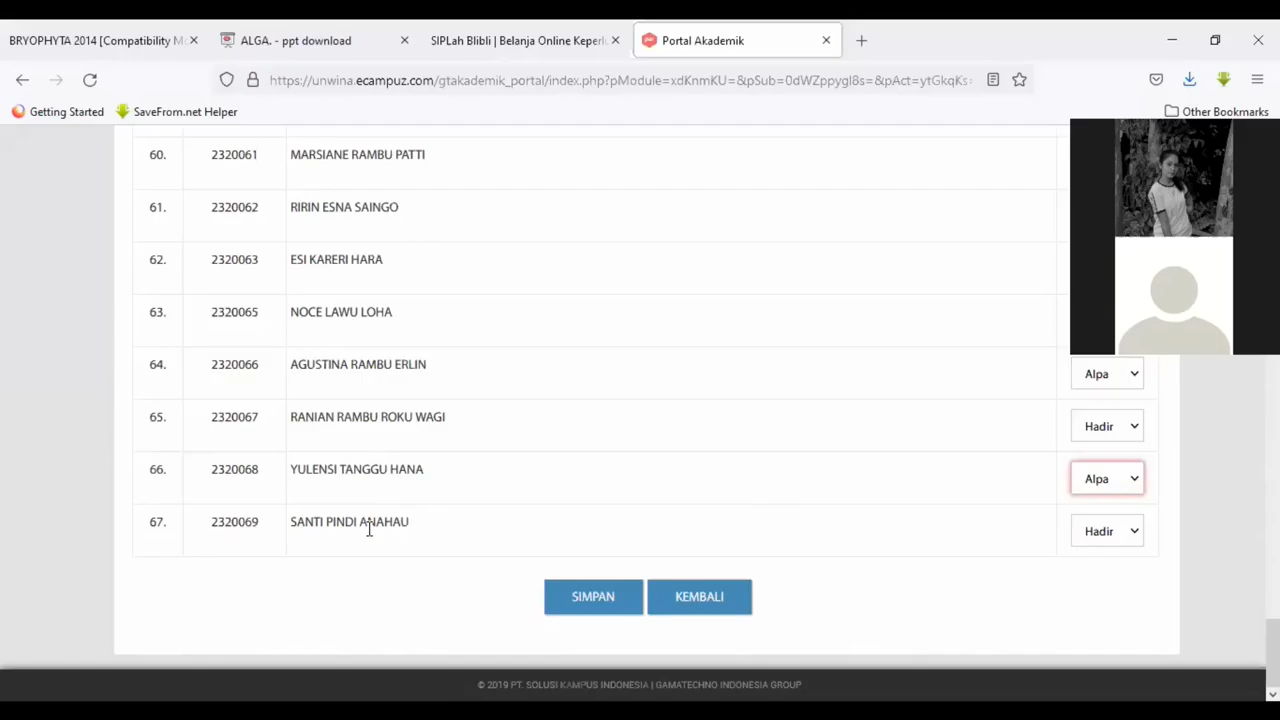 BRYOPHYTA 2014 [Compatibility Mo
ALGA. - ppt download
SIPLah Blibli | Belanja Online Keperlu
Portal Akademik
https://unwina.ecampuz.com/gtakademik_portal/index.php?pModule=xdKnmKU=&pSub=0dWZppygl8s=&pAct=ytGkqKs=
Getting Started
SaveFrom.net Helper
Other Bookmarks
60. 2320061 MARSIANE RAMBU PATTI
61. 2320062 RIRIN ESNA SAINGO
62. 2320063 ESI KARERI HARA
63. 2320065 NOCE LAWU LOHA
64. 2320066 AGUSTINA RAMBU ERLIN Alpa
65. 2320067 RANIAN RAMBU ROKU WAGI Hadir
66. 2320068 YULENSI TANGGU HANA Alpa
67. 2320069 SANTI PINDI ANAHAU Hadir
SIMPAN KEMBALI
© 2019 PT. SOLUSI KAMPUS INDONESIA | GAMATECHNO INDONESIA GROUP